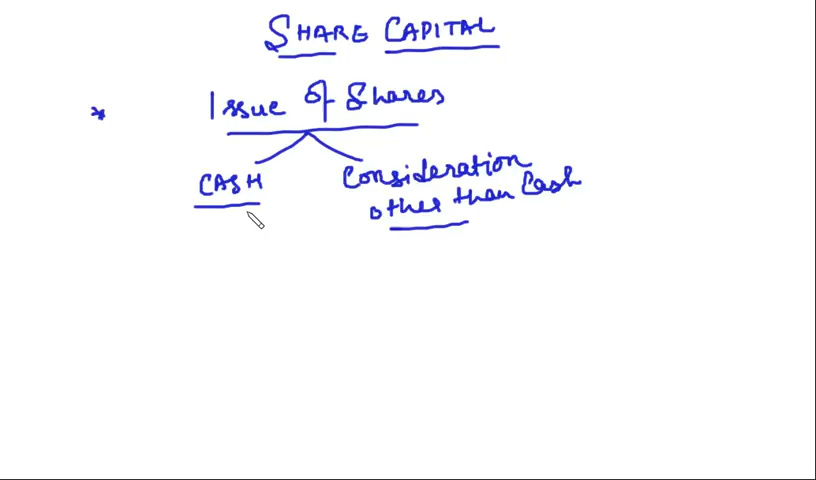 SHARE CAPITAL
* Issue of Shares
CASH
Consideration
other than Cash